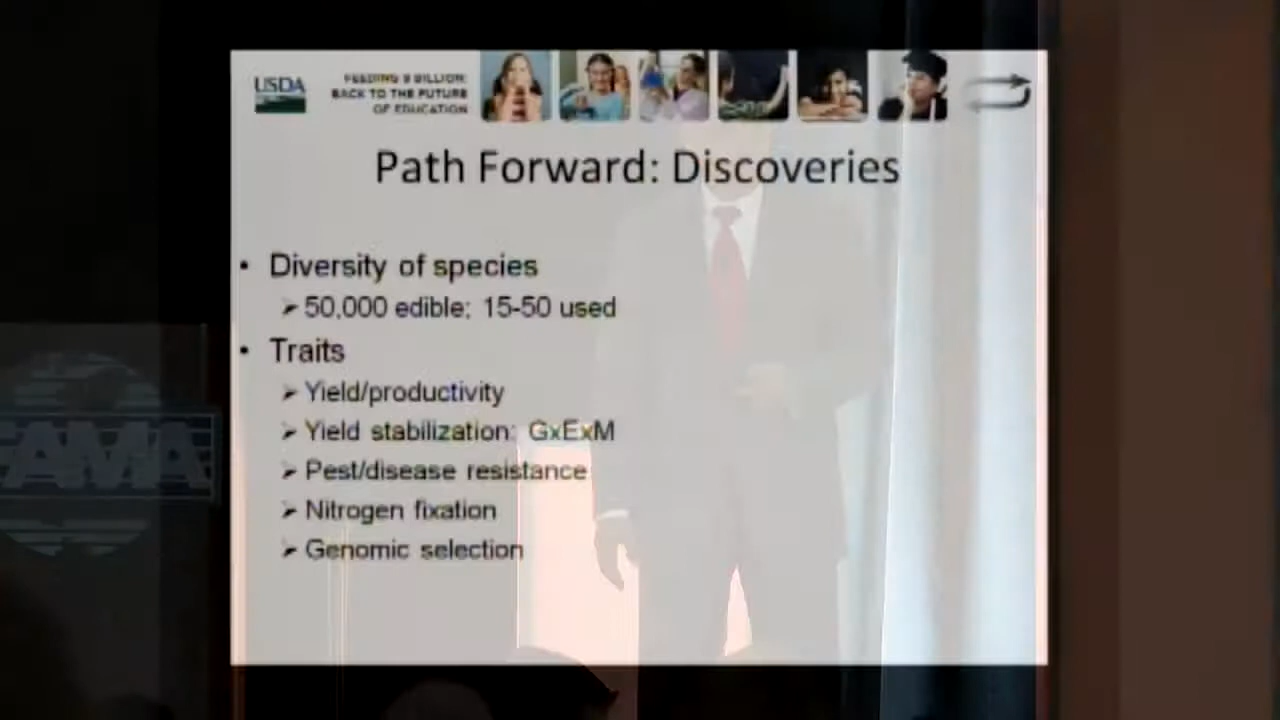 USDA
FEEDING 9 BILLION:
BACK TO THE FUTURE
OF EDUCATION
Path Forward: Discoveries
• Diversity of species
➢ 50,000 edible; 15-50 used
• Traits
➢ Yield/productivity
➢ Yield stabilization: GxExM
➢ Pest/disease resistance
➢ Nitrogen fixation
➢ Genomic selection
AMA